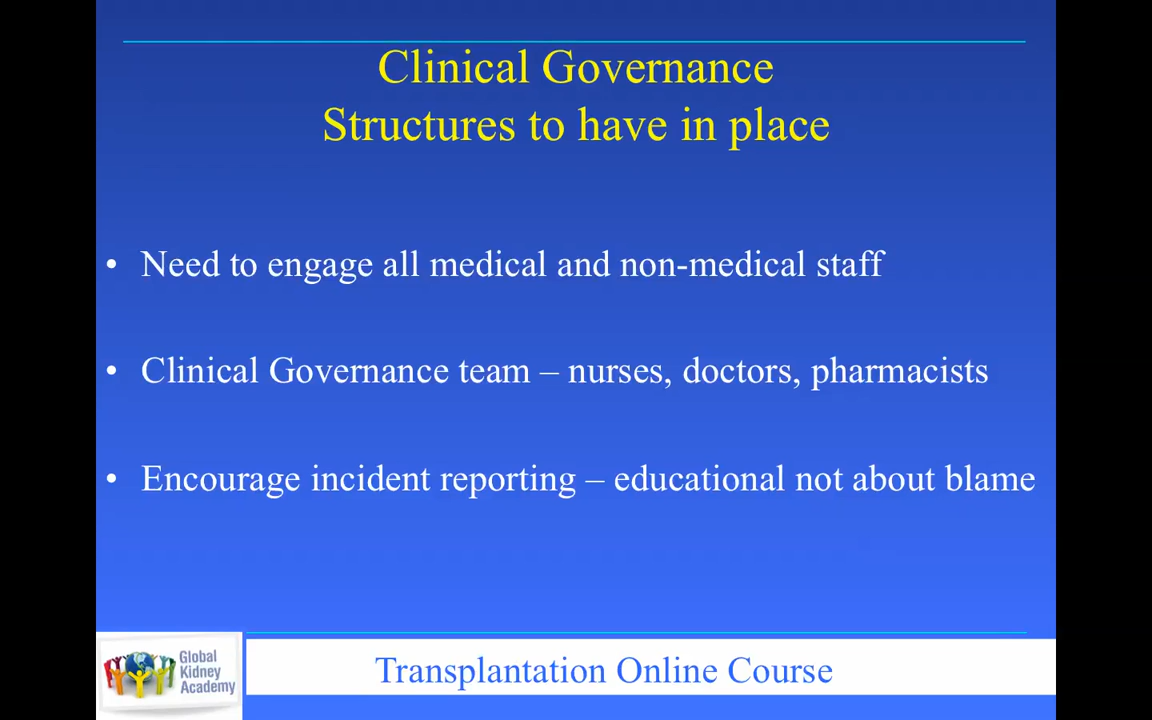 Clinical Governance
Structures to have in place
• Need to engage all medical and non-medical staff
• Clinical Governance team – nurses, doctors, pharmacists
• Encourage incident reporting – educational not about blame
Global
Kidney
Academy
Transplantation Online Course